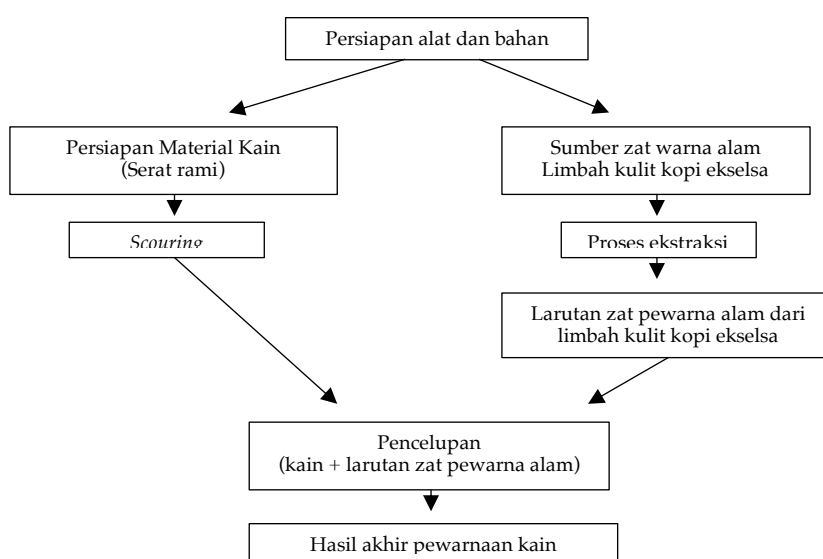 Persiapan alat dan bahan
Persiapan Material Kain
(Serat rami)
Sumber zat warna alam
Limbah kulit kopi ekselsa
Scouring
Proses ekstraksi
Larutan zat pewarna alam dari
limbah kulit kopi ekselsa
Pencelupan
(kain + larutan zat pewarna alam)
Hasil akhir pewarnaan kain